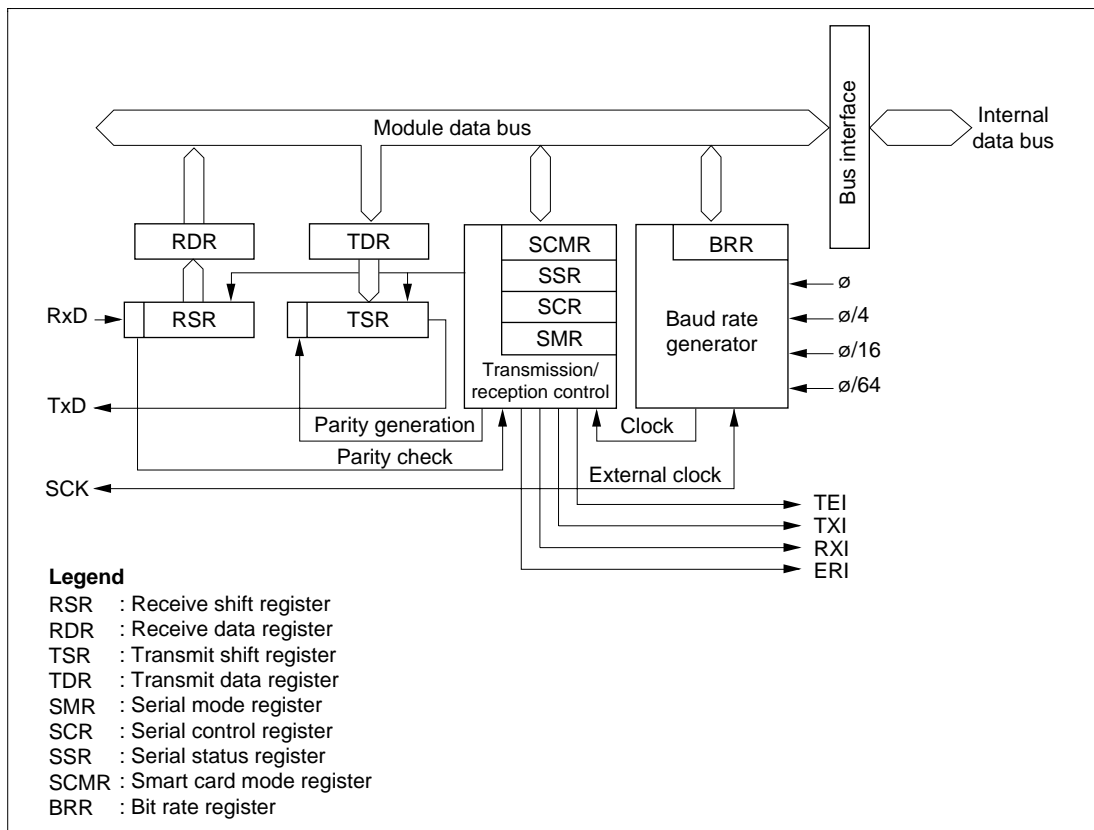 Module data bus
Bus interface
Internal
data bus
RDR
TDR
SCMR
SSR
SCR
SMR
Transmission/
reception control
BRR
Baud rate
generator
ø
ø/4
ø/16
ø/64
RxD
RSR
TSR
TxD
Parity generation
Parity check
Clock
SCK
External clock
TEI
TXI
RXI
ERI
Legend
RSR : Receive shift register
RDR : Receive data register
TSR : Transmit shift register
TDR : Transmit data register
SMR : Serial mode register
SCR : Serial control register
SSR : Serial status register
SCMR : Smart card mode register
BRR : Bit rate register